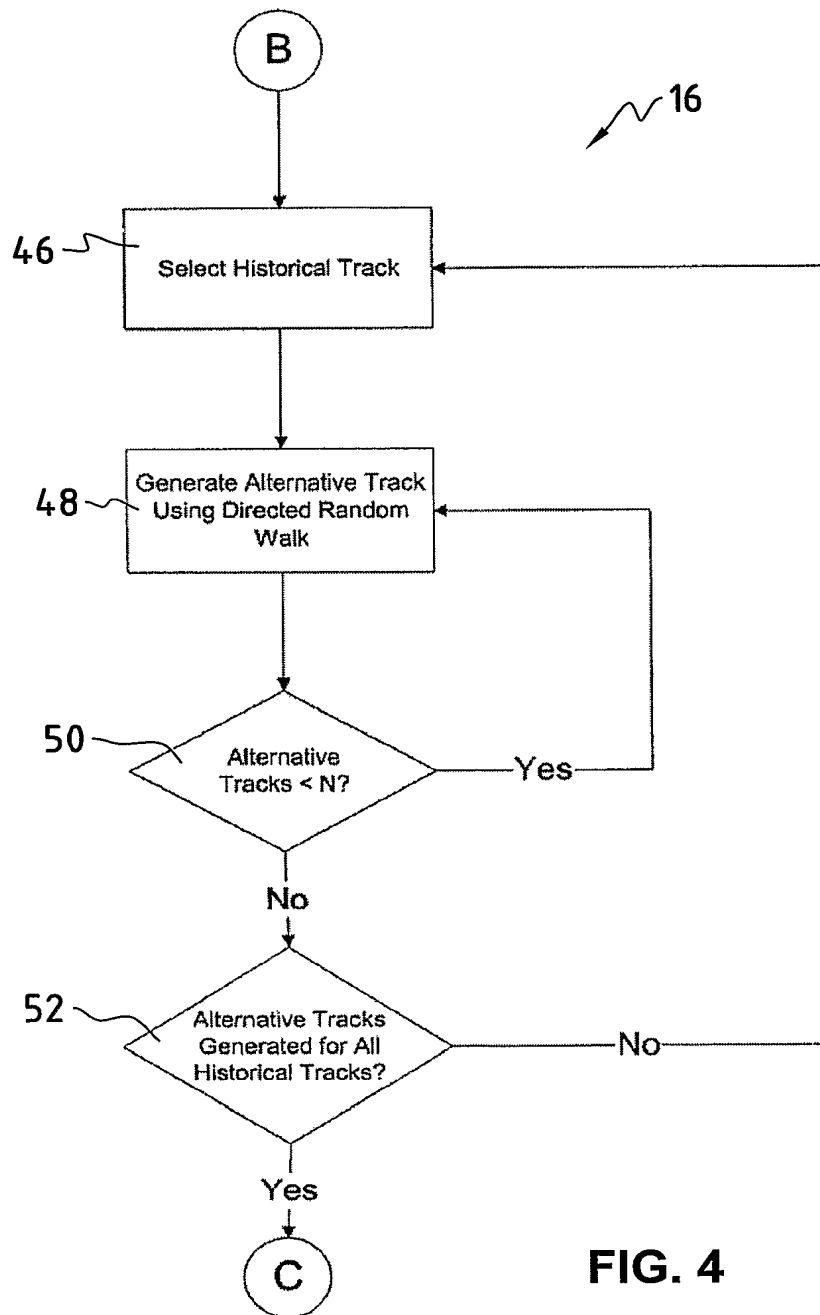 B
16
46
Select Historical Track
48
Generate Alternative Track
Using Directed Random
Walk
50
Alternative
Tracks < N?
Yes
No
52
Alternative Tracks
Generated for All
Historical Tracks?
No
Yes
C
FIG. 4